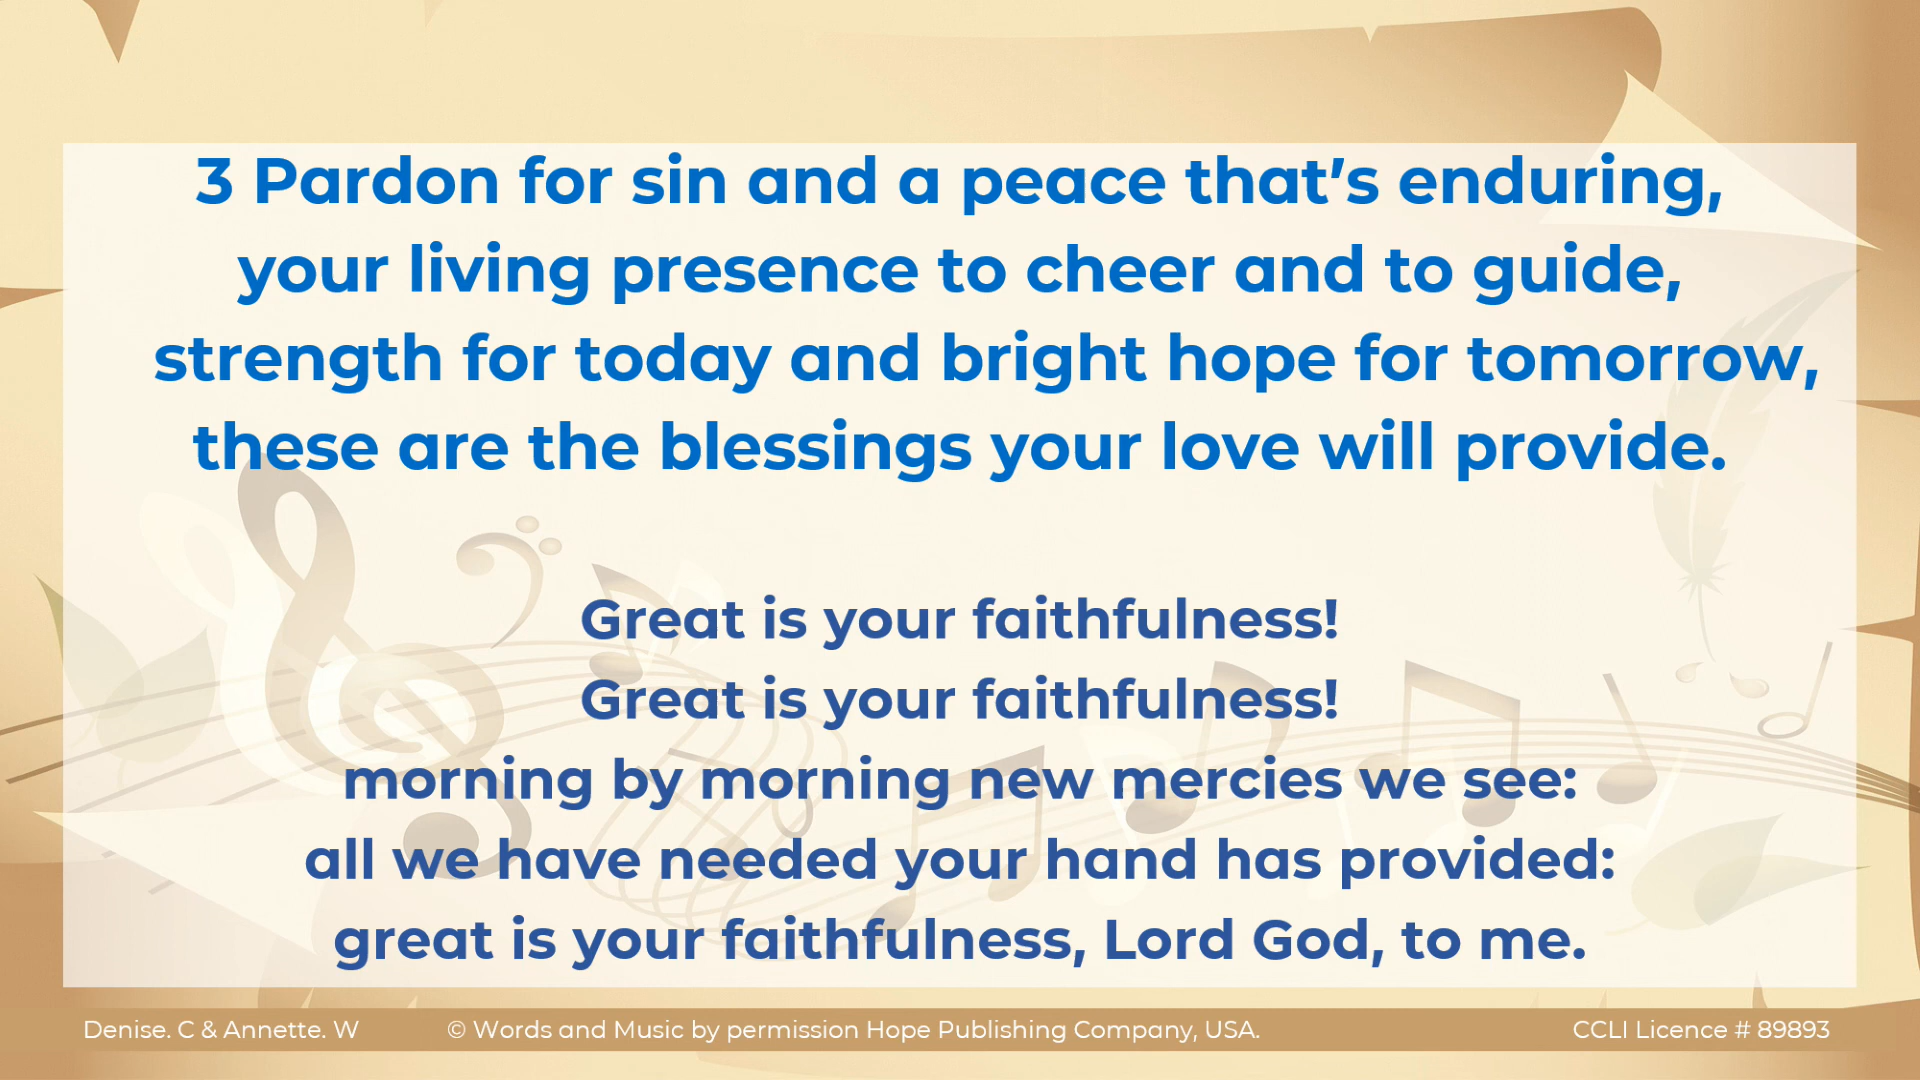 3 Pardon for sin and a peace that's enduring,
your living presence to cheer and to guide,
strength for today and bright hope for tomorrow,
these are the blessings your love will provide.
Great is your faithfulness!
Great is your faithfulness!
morning by morning new mercies we see:
all we have needed your hand has provided:
great is your faithfulness, Lord God, to me.
Denise. C & Annette. W © Words and Music by permission Hope Publishing Company, USA. CCLI Licence # 89893